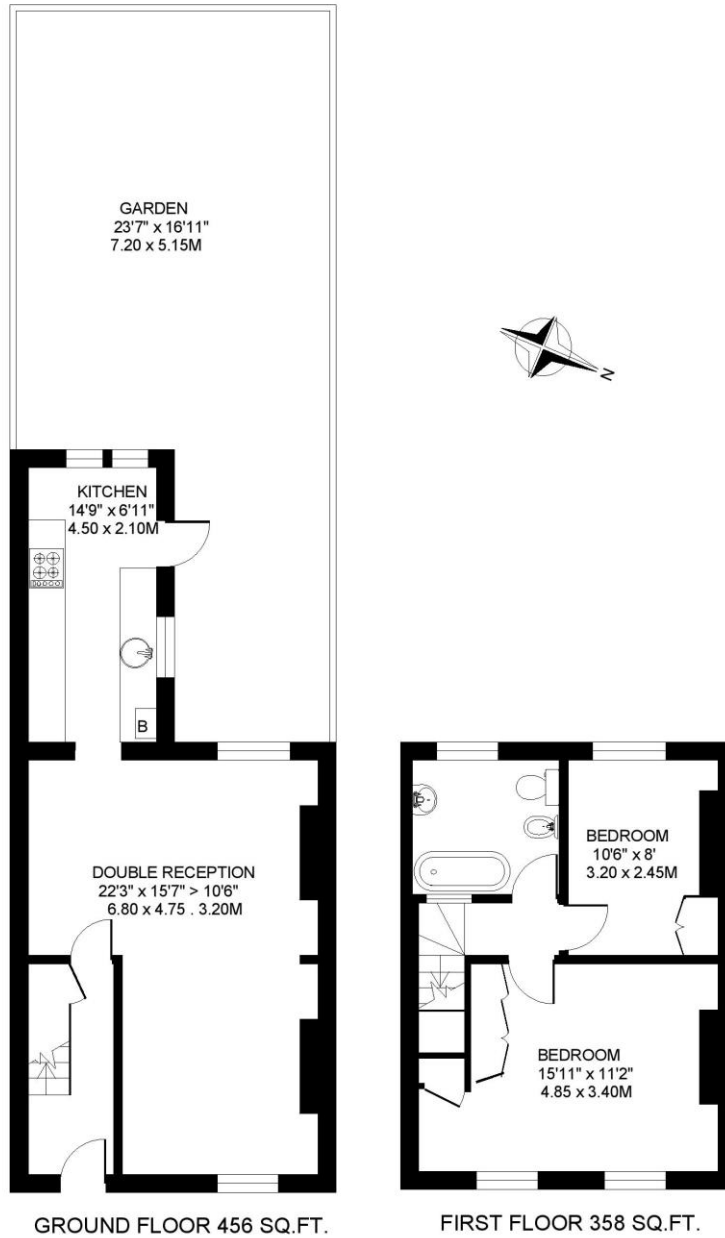 GARDEN
23'7" x 16'11"
7.20 x 5.15M
N
KITCHEN
14'9" x 6'11"
4.50 x 2.10M
B
DOUBLE RECEPTION
22'3" x 15'7" > 10'6"
6.80 x 4.75 . 3.20M
BEDROOM
10'6" x 8'
3.20 x 2.45M
BEDROOM
15'11" x 11'2"
4.85 x 3.40M
GROUND FLOOR 456 SQ.FT.
FIRST FLOOR 358 SQ.FT.